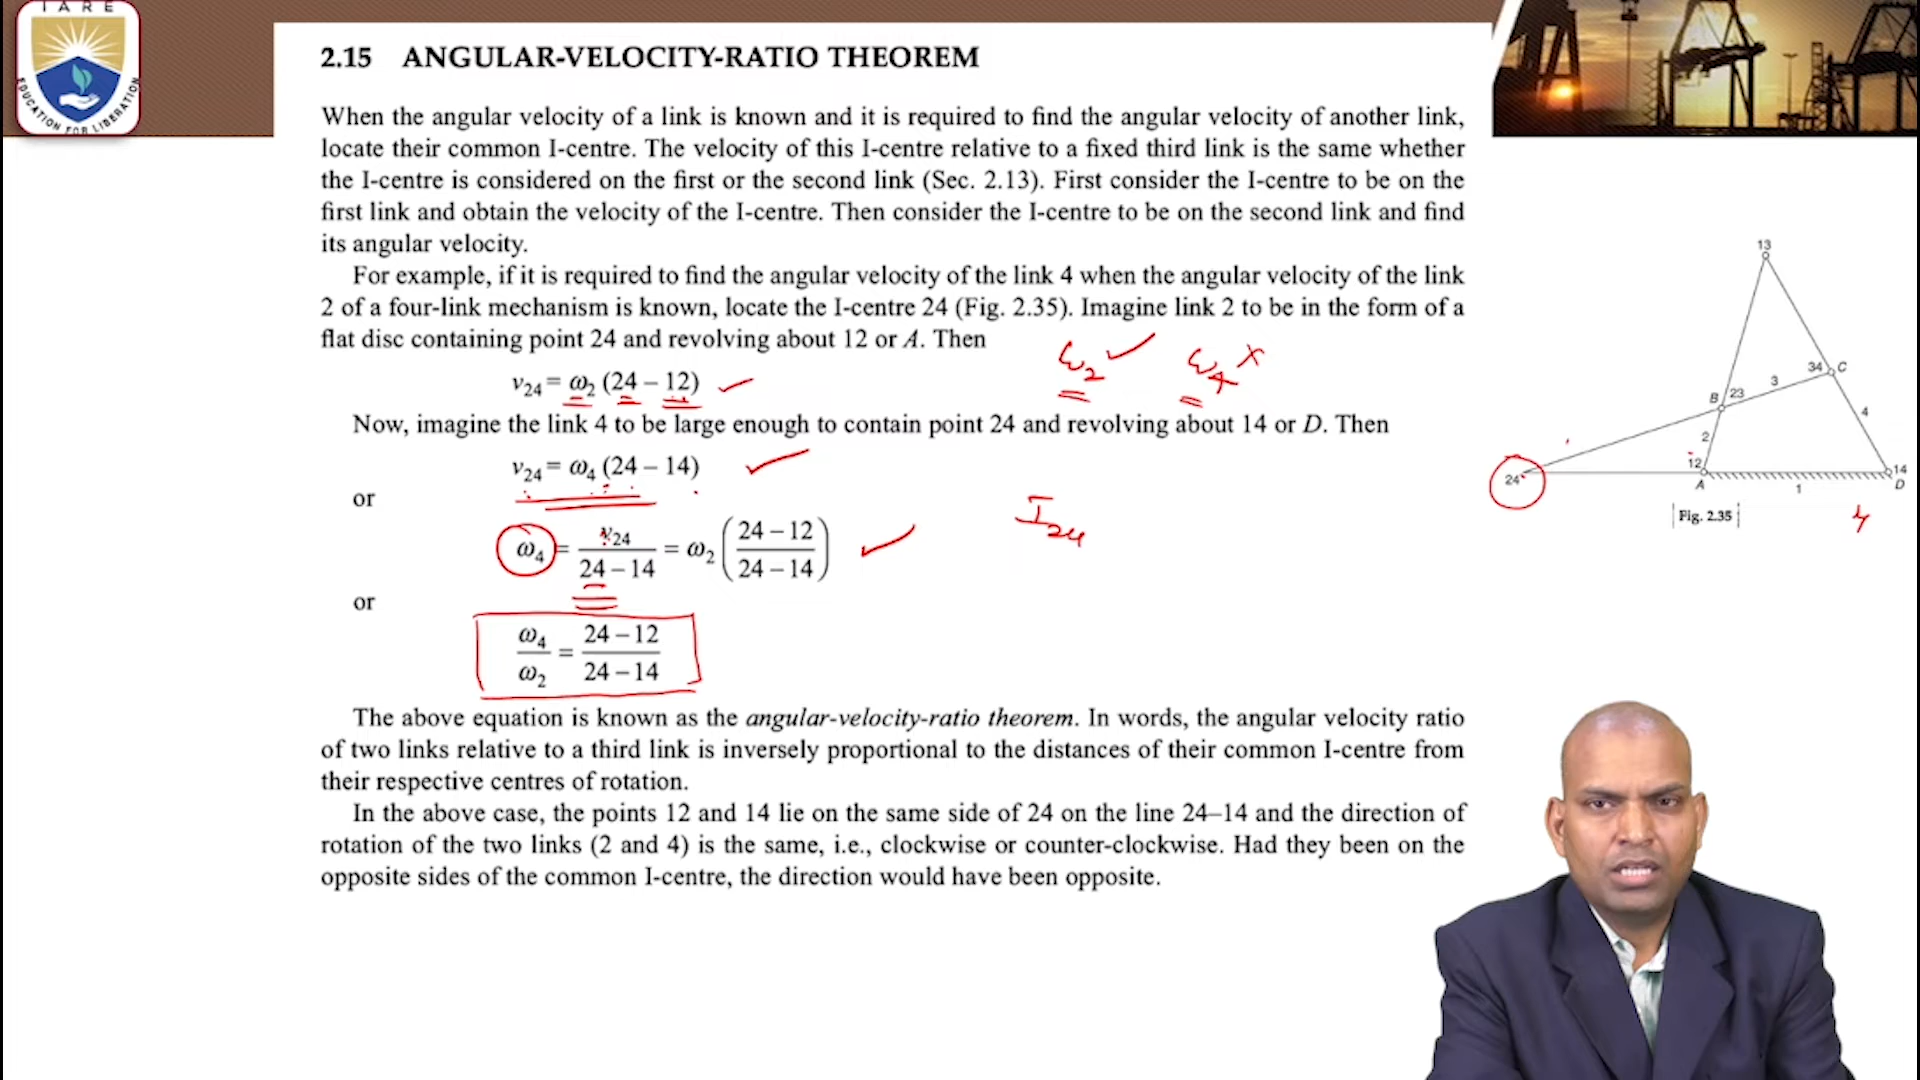 IARE
EDUCATION FOR LIBERATION
2.15 ANGULAR-VELOCITY-RATIO THEOREM
When the angular velocity of a link is known and it is required to find the angular velocity of another link,
locate their common I-centre. The velocity of this I-centre relative to a fixed third link is the same whether
the I-centre is considered on the first or the second link (Sec. 2.13). First consider the I-centre to be on the
first link and obtain the velocity of the I-centre. Then consider the I-centre to be on the second link and find
its angular velocity.
For example, if it is required to find the angular velocity of the link 4 when the angular velocity of the link
2 of a four-link mechanism is known, locate the I-centre 24 (Fig. 2.35). Imagine link 2 to be in the form of a
flat disc containing point 24 and revolving about 12 or A. Then
ω₂ ✓ ω₄ ×
v₂₄ = ω₂ (24 – 12) ✓
Now, imagine the link 4 to be large enough to contain point 24 and revolving about 14 or D. Then
v₂₄ = ω₄ (24 – 14) ✓
or
I₂₄
ω₄ = v₂₄ / (24 – 14) = ω₂ ((24 – 12) / (24 – 14)) ✓
or
ω₄ / ω₂ = (24 – 12) / (24 – 14)
The above equation is known as the angular-velocity-ratio theorem. In words, the angular velocity ratio
of two links relative to a third link is inversely proportional to the distances of their common I-centre from
their respective centres of rotation.
In the above case, the points 12 and 14 lie on the same side of 24 on the line 24–14 and the direction of
rotation of the two links (2 and 4) is the same, i.e., clockwise or counter-clockwise. Had they been on the
opposite sides of the common I-centre, the direction would have been opposite.
13
34 C
3
B 23
4
2
12
24 14
A 1 D
Fig. 2.35
4